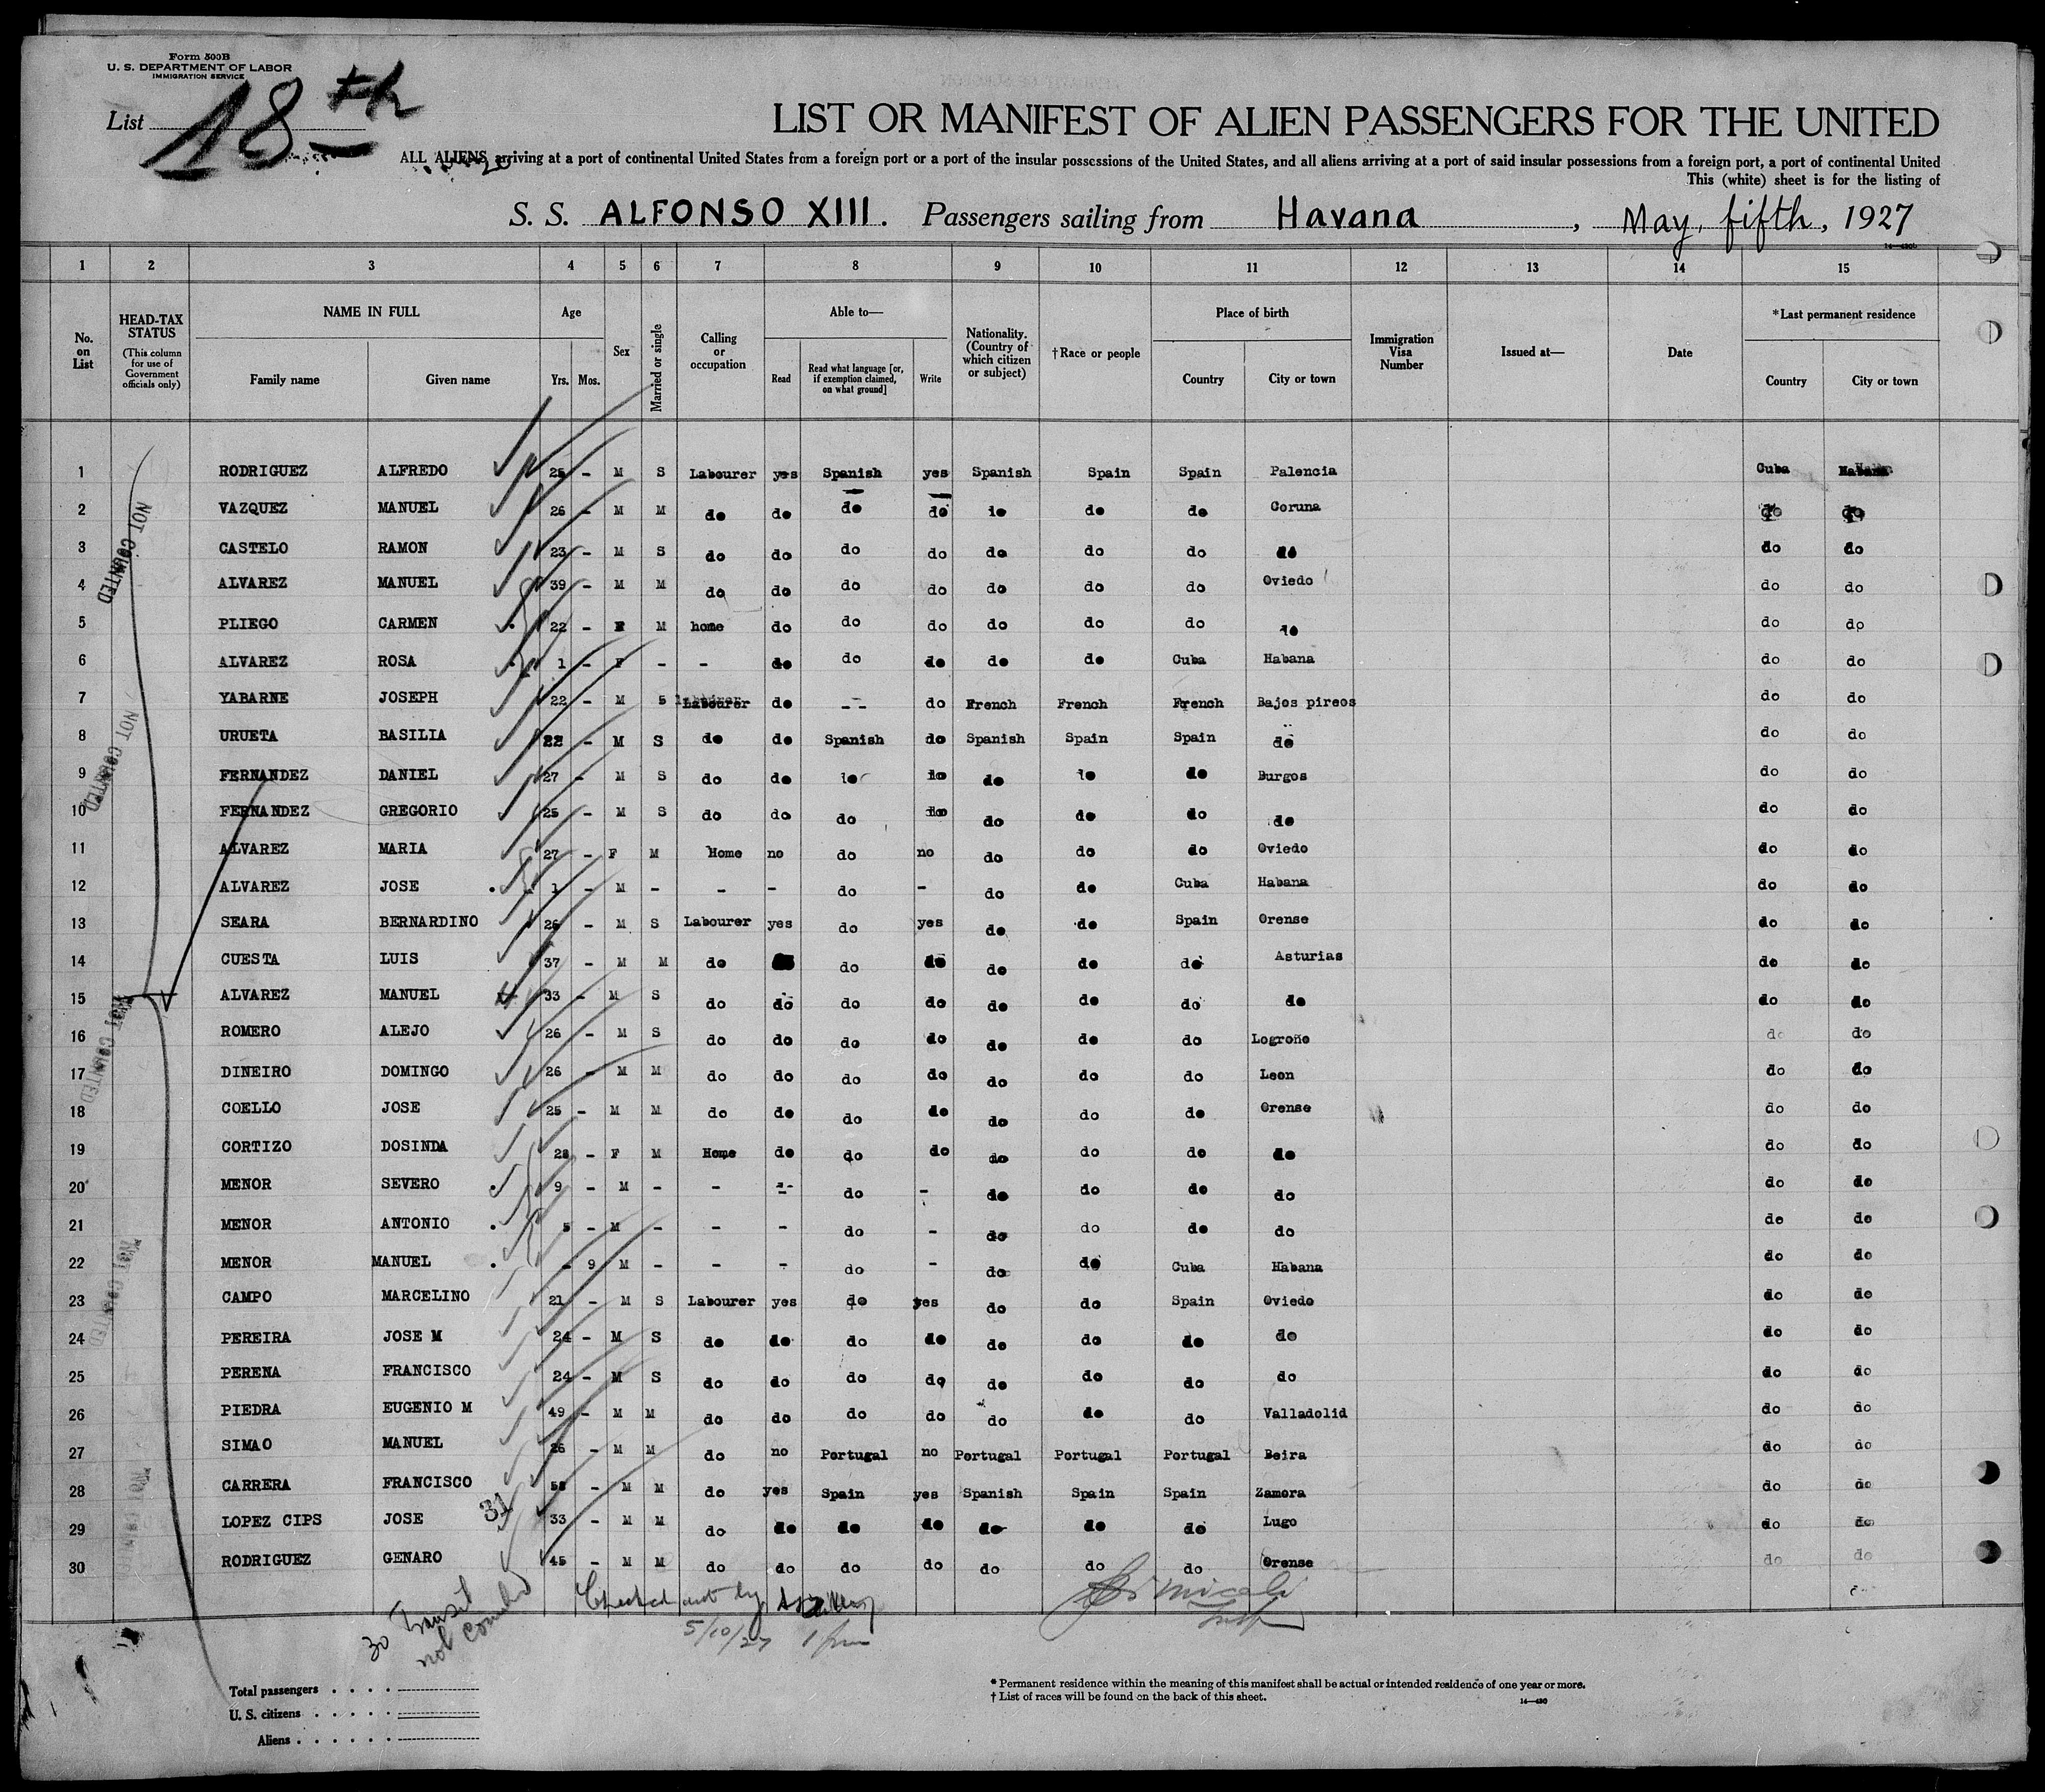 Form 500B
U. S. DEPARTMENT OF LABOR
IMMIGRATION SERVICE
List 18th
LIST OR MANIFEST OF ALIEN PASSENGERS FOR THE UNITED
ALL ALIENS arriving at a port of continental United States from a foreign port or a port of the insular possessions of the United States, and all aliens arriving at a port of said insular possessions from a foreign port, a port of continental United
This (white) sheet is for the listing of
S. S. ALFONSO XIII. Passengers sailing from Havana, May, fifth, 1927
1 2 3 4 5 6 7 8 9 10 11 12 13 14 15
No. on List
HEAD-TAX STATUS (This column for use of Government officials only)
NAME IN FULL
Family name Given name
Age
Yrs. Mos.
Sex
Married or single
Calling or occupation
Able to—
Read Read what language [or, if exemption claimed, on what ground] Write
Nationality. (Country of which citizen or subject)
†Race or people
Place of birth
Country City or town
Immigration Visa Number
Issued at—
Date
*Last permanent residence
Country City or town
1 RODRIGUEZ ALFREDO 25 - M S Labourer yes Spanish yes Spanish Spain Spain Palencia Cuba Habana
2 VAZQUEZ MANUEL 26 - M M do do do do do do do Coruna do do
3 CASTELO RAMON 23 - M S do do do do do do do do do do
4 ALVAREZ MANUEL 39 - M M do do do do do do do Oviedo do do
5 PLIEGO CARMEN 22 - F M home do do do do do do do do do
6 ALVAREZ ROSA 1 - F - - do do do do do Cuba Habana do do
7 YABARNE JOSEPH 22 - M S Labourer do -- do French French French Bajos pireos do do
8 URUETA BASILIA 22 - M S do do Spanish do Spanish Spain Spain do do do
9 FERNANDEZ DANIEL 27 - M S do do do do do do do Burgos do do
10 FERNANDEZ GREGORIO 25 - M S do do do do do do do do do do
11 ALVAREZ MARIA 27 - F M Home no do no do do do Oviedo do do
12 ALVAREZ JOSE 1 - M - - - do - do do Cuba Habana do do
13 SEARA BERNARDINO 26 - M S Labourer yes do yes do do Spain Orense do do
14 CUESTA LUIS 37 - M M do do do do do do Asturias do do
15 ALVAREZ MANUEL 33 - M S do do do do do do do do do do
16 ROMERO ALEJO 26 - M S do do do do do do do Logroño do do
17 DINEIRO DOMINGO 26 - M M do do do do do do do Leon do do
18 COELLO JOSE 25 - M M do do do do do do do Orense do do
19 CORTIZO DOSINDA 28 - F M Home do do do do do do do do do
20 MENOR SEVERO 9 - M - - - do - do do do do do do
21 MENOR ANTONIO 5 - M - - - do - do do do do do do
22 MENOR MANUEL - 9 M - - - do - do do Cuba Habana do do
23 CAMPO MARCELINO 21 - M S Labourer yes do yes do do Spain Oviedo do do
24 PEREIRA JOSE M 24 - M S do do do do do do do do do do
25 PERENA FRANCISCO 24 - M S do do do do do do do do do do
26 PIEDRA EUGENIO M 49 - M M do do do do do do do Valladolid do do
27 SIMAO MANUEL 26 - M M do no Portugal no Portugal Portugal Portugal Beira do do
28 CARRERA FRANCISCO - M M do yes Spain yes Spanish Spain Spain Zamora do do
29 LOPEZ CIPS JOSE 33 - M M do do do do do do do Lugo do do
30 RODRIGUEZ GENARO 45 - M M do do do do do do do Orense do do
NOT COUNTED
NOT COUNTED
NOT COUNTED
NOT COUNTED
31
30 Transit not counted
Checked out by
5/10/27 1 pm
Total passengers
U. S. citizens
Aliens
* Permanent residence within the meaning of this manifest shall be actual or intended residence of one year or more.
† List of races will be found on the back of this sheet.
14—430